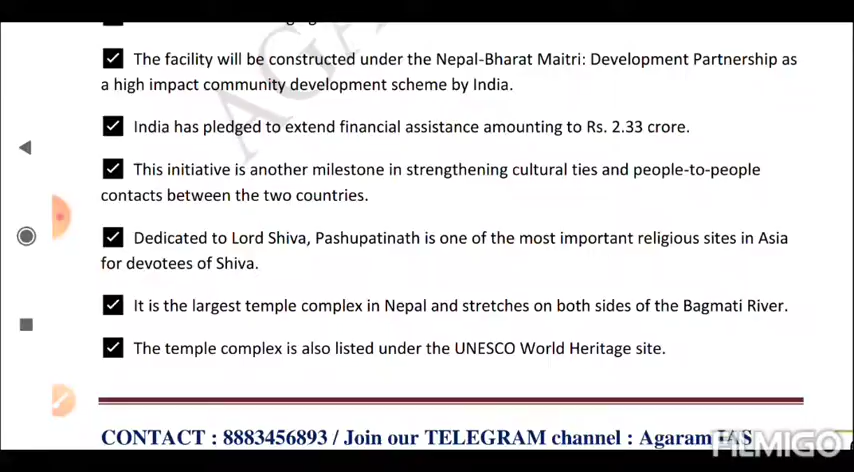 The facility will be constructed under the Nepal-Bharat Maitri: Development Partnership as
a high impact community development scheme by India.
India has pledged to extend financial assistance amounting to Rs. 2.33 crore.
This initiative is another milestone in strengthening cultural ties and people-to-people
contacts between the two countries.
Dedicated to Lord Shiva, Pashupatinath is one of the most important religious sites in Asia
for devotees of Shiva.
It is the largest temple complex in Nepal and stretches on both sides of the Bagmati River.
The temple complex is also listed under the UNESCO World Heritage site.
CONTACT : 8883456893 / Join our TELEGRAM channel : Agaram IAS
FILMIGO